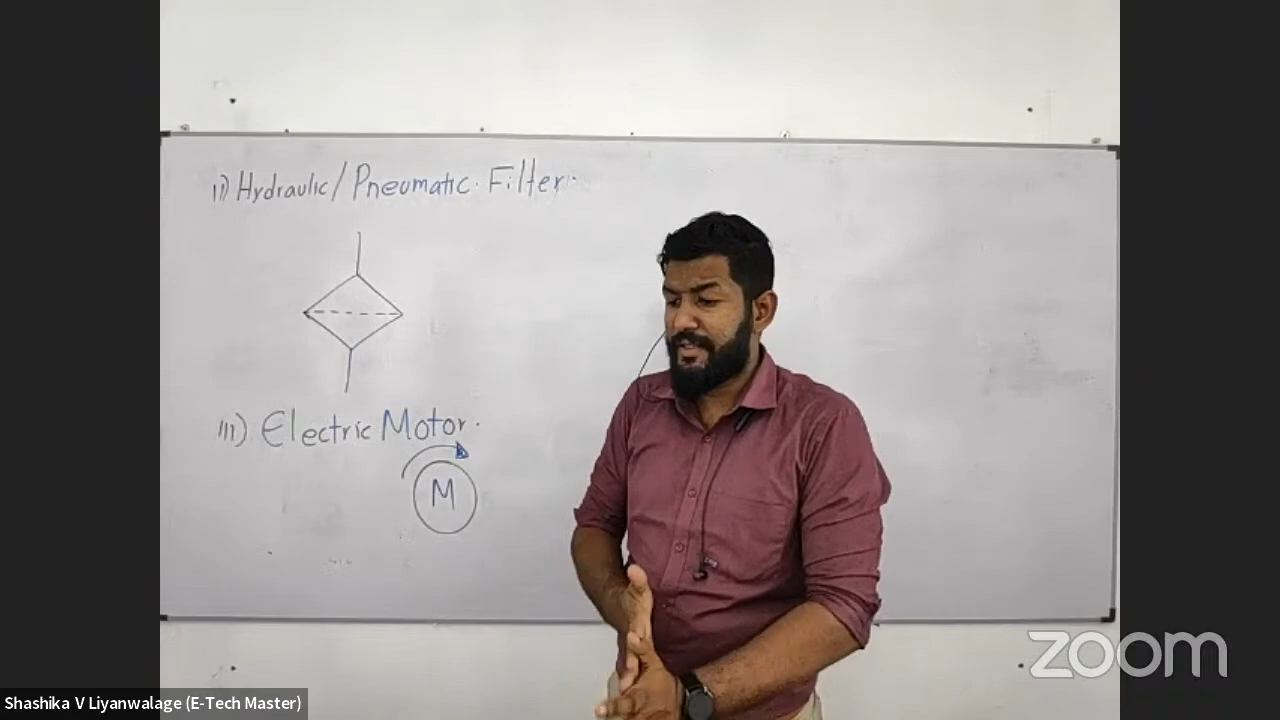 ii) Hydraulic/Pneumatic Filter.
iii) Electric Motor.
M
zoom
Shashika V Liyanwalage (E-Tech Master)